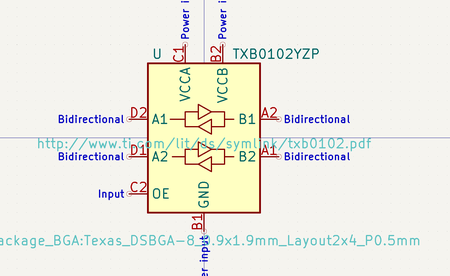 Power i
Power i
U
TXB0102YZP
C1
B2
VCCA
VCCB
Bidirectional
D2
A1
B1
A2
Bidirectional
http://www.ti.com/lit/ds/symlink/txb0102.pdf
Bidirectional
D1
A2
B2
A1
Bidirectional
Input
C2
OE
GND
B1
ackage_BGA:Texas_DSBGA-8_0.9x1.9mm_Layout2x4_P0.5mm
er input